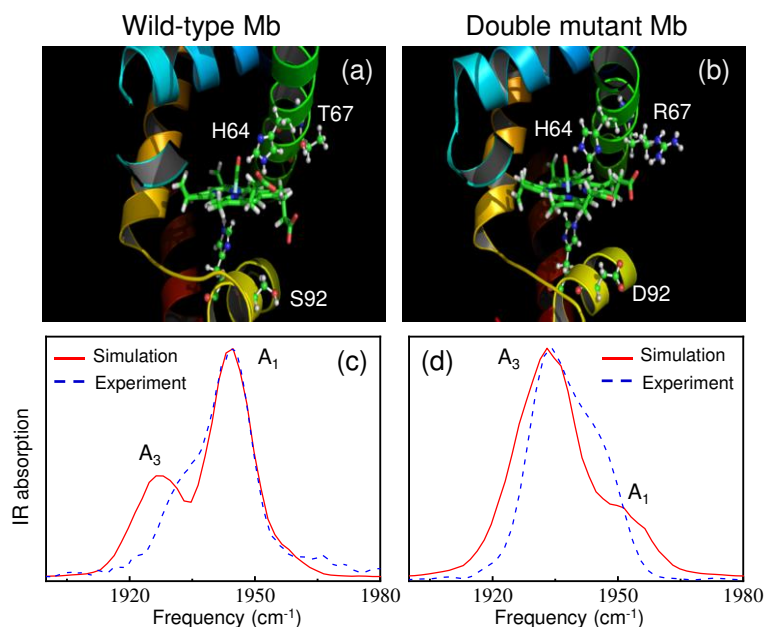 Wild-type Mb
Double mutant Mb
(a)
T67
H64
S92
(b)
R67
H64
D92
Simulation
Experiment
(c)
A₁
A₃
(d)
Simulation
Experiment
A₃
A₁
IR absorption
1920
1950
1980
Frequency (cm⁻¹)
1920
1950
1980
Frequency (cm⁻¹)